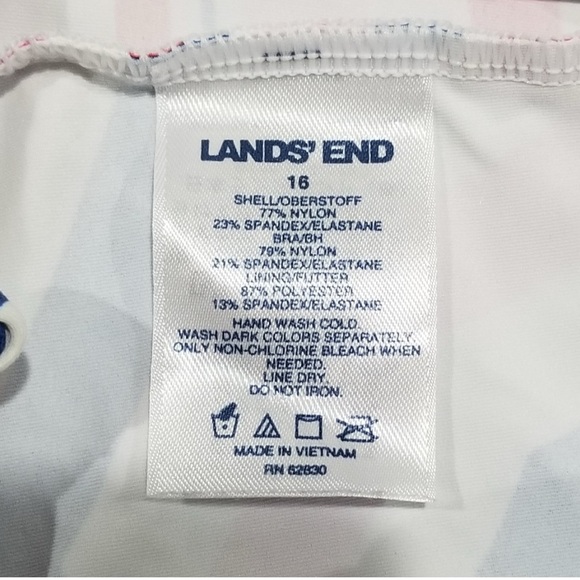 LANDS' END
16
SHELL/OBERSTOFF
77% NYLON
23% SPANDEX/ELASTANE
BRA/BH
79% NYLON
21% SPANDEX/ELASTANE
LINING/FUTTER
87% POLYESTER
13% SPANDEX/ELASTANE
HAND WASH COLD.
WASH DARK COLORS SEPARATELY
ONLY NON-CHLORINE BLEACH WHEN
NEEDED.
LINE DRY.
DO NOT IRON.
MADE IN VIETNAM
RN 62830